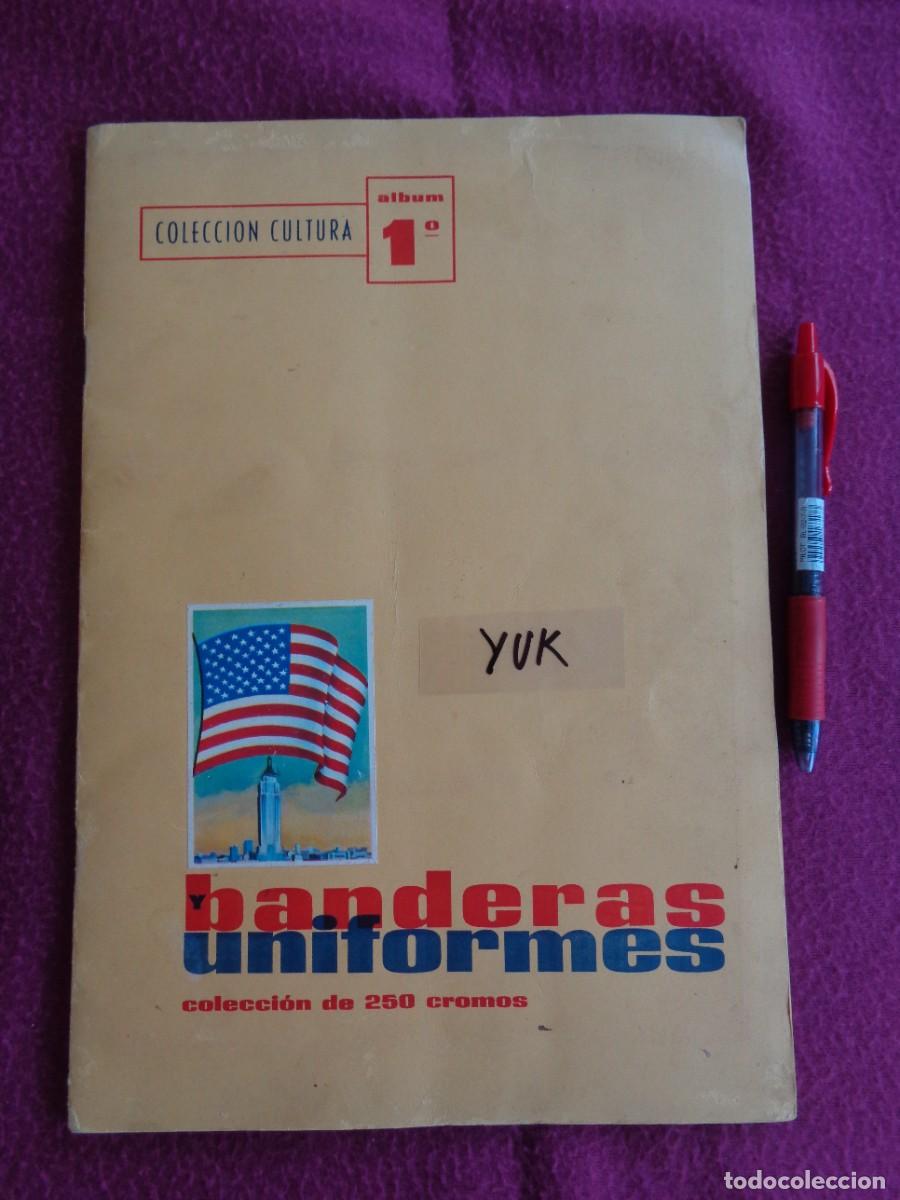 album
1º
COLECCION CULTURA
YUK
banderas
Y
uniformes
colección de 250 cromos
todocoleccion